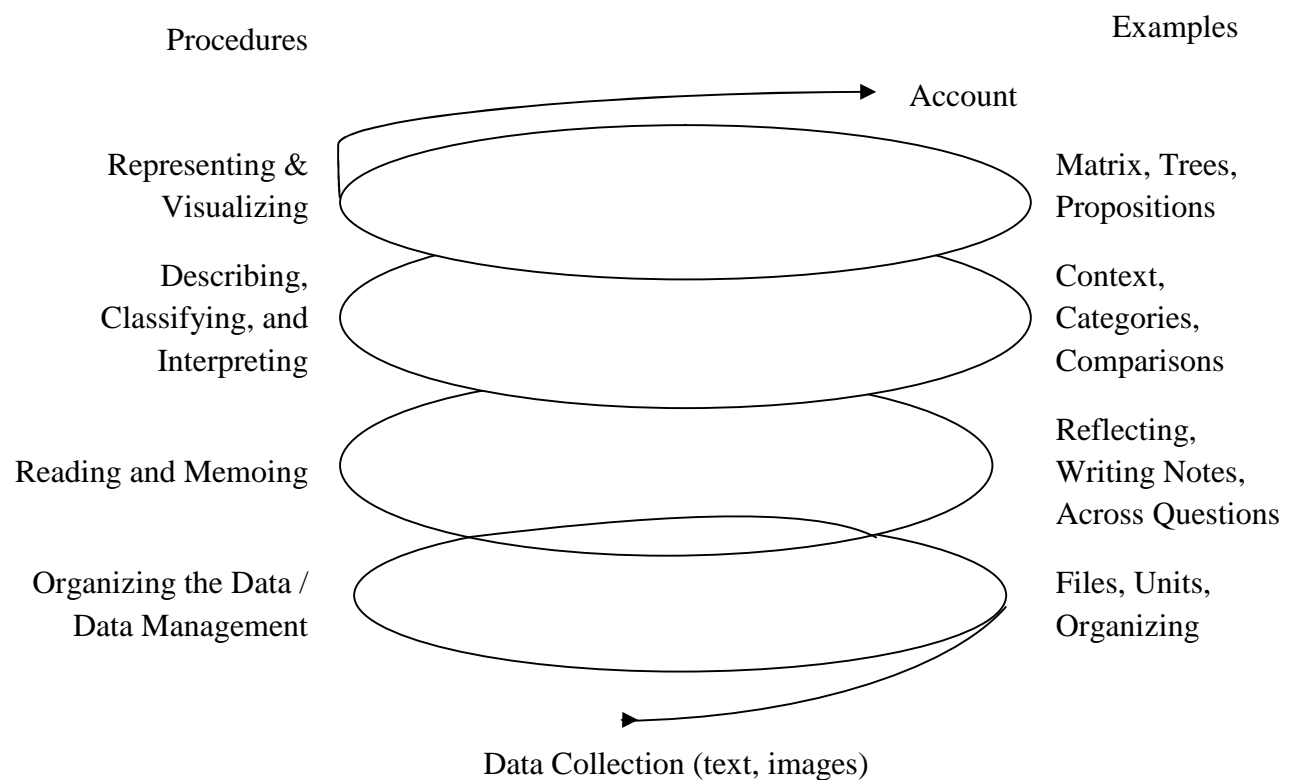 Procedures
Examples
Account
Representing &
Visualizing
Matrix, Trees,
Propositions
Describing,
Classifying, and
Interpreting
Context,
Categories,
Comparisons
Reading and Memoing
Reflecting,
Writing Notes,
Across Questions
Organizing the Data /
Data Management
Files, Units,
Organizing
Data Collection (text, images)